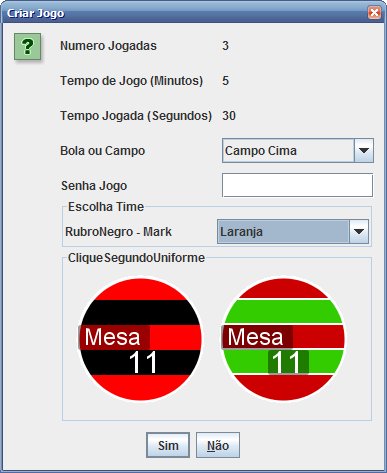 Criar Jogo
?
Numero Jogadas 3
Tempo de Jogo (Minutos) 5
Tempo Jogada (Segundos) 30
Bola ou Campo Campo Cima
Senha Jogo
Escolha Time
RubroNegro - Mark Laranja
CliqueSegundoUniforme
Mesa Mesa
11 11
Sim Não